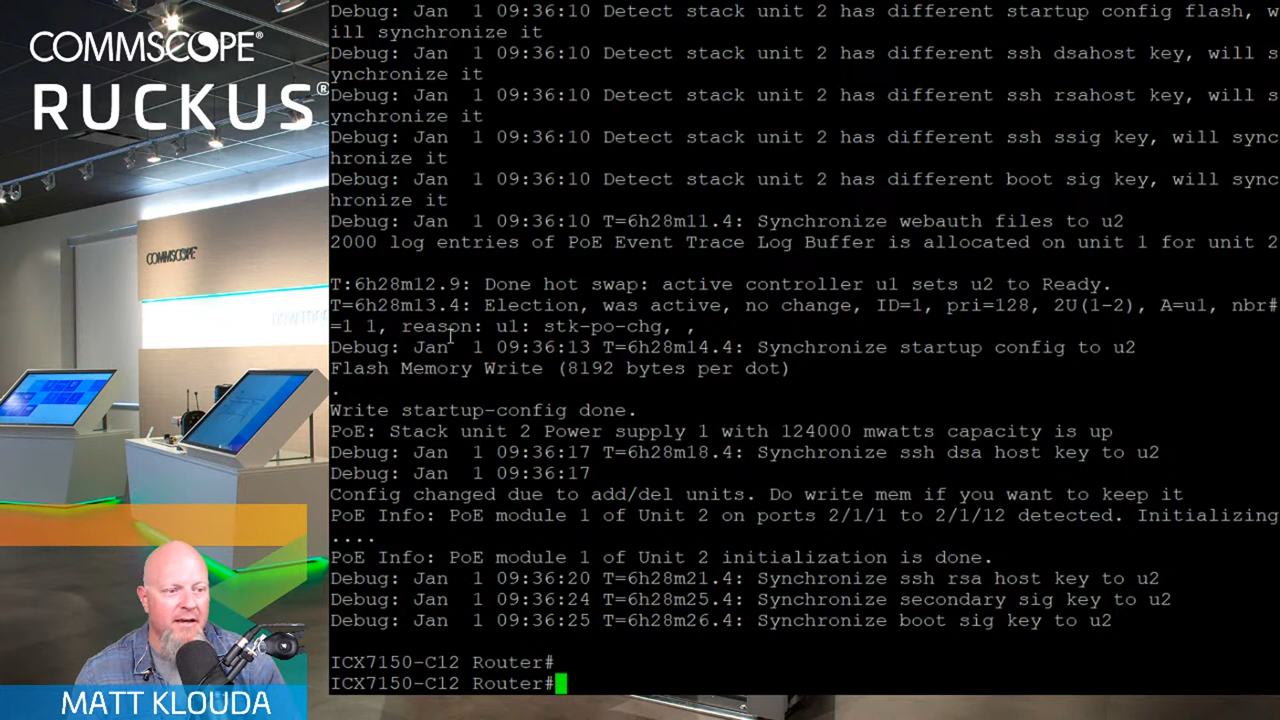 COMMSCOPE®
RUCKUS®
COMMSCOPE
Debug: Jan  1 09:36:10 Detect stack unit 2 has different startup config flash, w
ill synchronize it
Debug: Jan  1 09:36:10 Detect stack unit 2 has different ssh dsahost key, will s
ynchronize it
Debug: Jan  1 09:36:10 Detect stack unit 2 has different ssh rsahost key, will s
ynchronize it
Debug: Jan  1 09:36:10 Detect stack unit 2 has different ssh ssig key, will sync
hronize it
Debug: Jan  1 09:36:10 Detect stack unit 2 has different boot sig key, will sync
hronize it
Debug: Jan  1 09:36:10 T=6h28m11.4: Synchronize webauth files to u2
2000 log entries of PoE Event Trace Log Buffer is allocated on unit 1 for unit 2
T:6h28m12.9: Done hot swap: active controller u1 sets u2 to Ready.
T=6h28m13.4: Election, was active, no change, ID=1, pri=128, 2U(1-2), A=u1, nbr#
=1 1, reason: u1: stk-po-chg, ,
Debug: Jan  1 09:36:13 T=6h28m14.4: Synchronize startup config to u2
Flash Memory Write (8192 bytes per dot)
.
Write startup-config done.
PoE: Stack unit 2 Power supply 1 with 124000 mwatts capacity is up
Debug: Jan  1 09:36:17 T=6h28m18.4: Synchronize ssh dsa host key to u2
Debug: Jan  1 09:36:17
Config changed due to add/del units. Do write mem if you want to keep it
PoE Info: PoE module 1 of Unit 2 on ports 2/1/1 to 2/1/12 detected. Initializing
....
PoE Info: PoE module 1 of Unit 2 initialization is done.
Debug: Jan  1 09:36:20 T=6h28m21.4: Synchronize ssh rsa host key to u2
Debug: Jan  1 09:36:24 T=6h28m25.4: Synchronize secondary sig key to u2
Debug: Jan  1 09:36:25 T=6h28m26.4: Synchronize boot sig key to u2
ICX7150-C12 Router#
ICX7150-C12 Router#
MATT KLOUDA